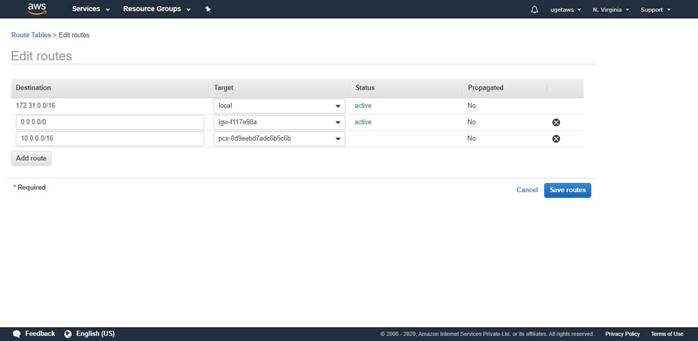 aws Services Resource Groups ugetaws N. Virginia Support
Route Tables > Edit routes
Edit routes
Destination Target Status Propagated
172.31.0.0/16 local active No
0.0.0.0/0 igw-f117e98a active No
10.0.0.0/16 pcx-0d9eebd7adc6b5c6b No
Add route
* Required Cancel Save routes
Feedback English (US) © 2008 - 2020, Amazon Internet Services Private Ltd. or its affiliates. All rights reserved. Privacy Policy Terms of Use